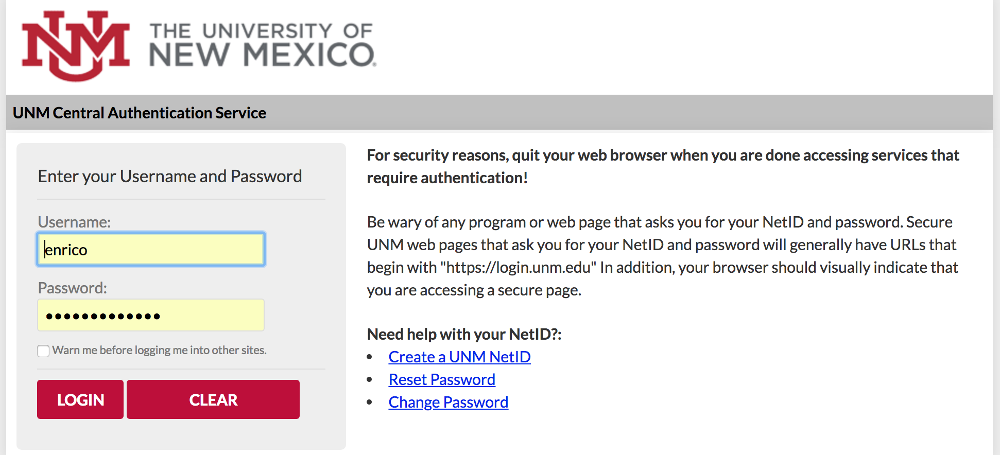 UNM
THE UNIVERSITY OF
NEW MEXICO®
UNM Central Authentication Service
Enter your Username and Password
Username:
enrico
Password:
•••••••••••••
Warn me before logging me into other sites.
LOGIN CLEAR
For security reasons, quit your web browser when you are done accessing services that
require authentication!
Be wary of any program or web page that asks you for your NetID and password. Secure
UNM web pages that ask you for your NetID and password will generally have URLs that
begin with "https://login.unm.edu" In addition, your browser should visually indicate that
you are accessing a secure page.
Need help with your NetID?:
• Create a UNM NetID
• Reset Password
• Change Password